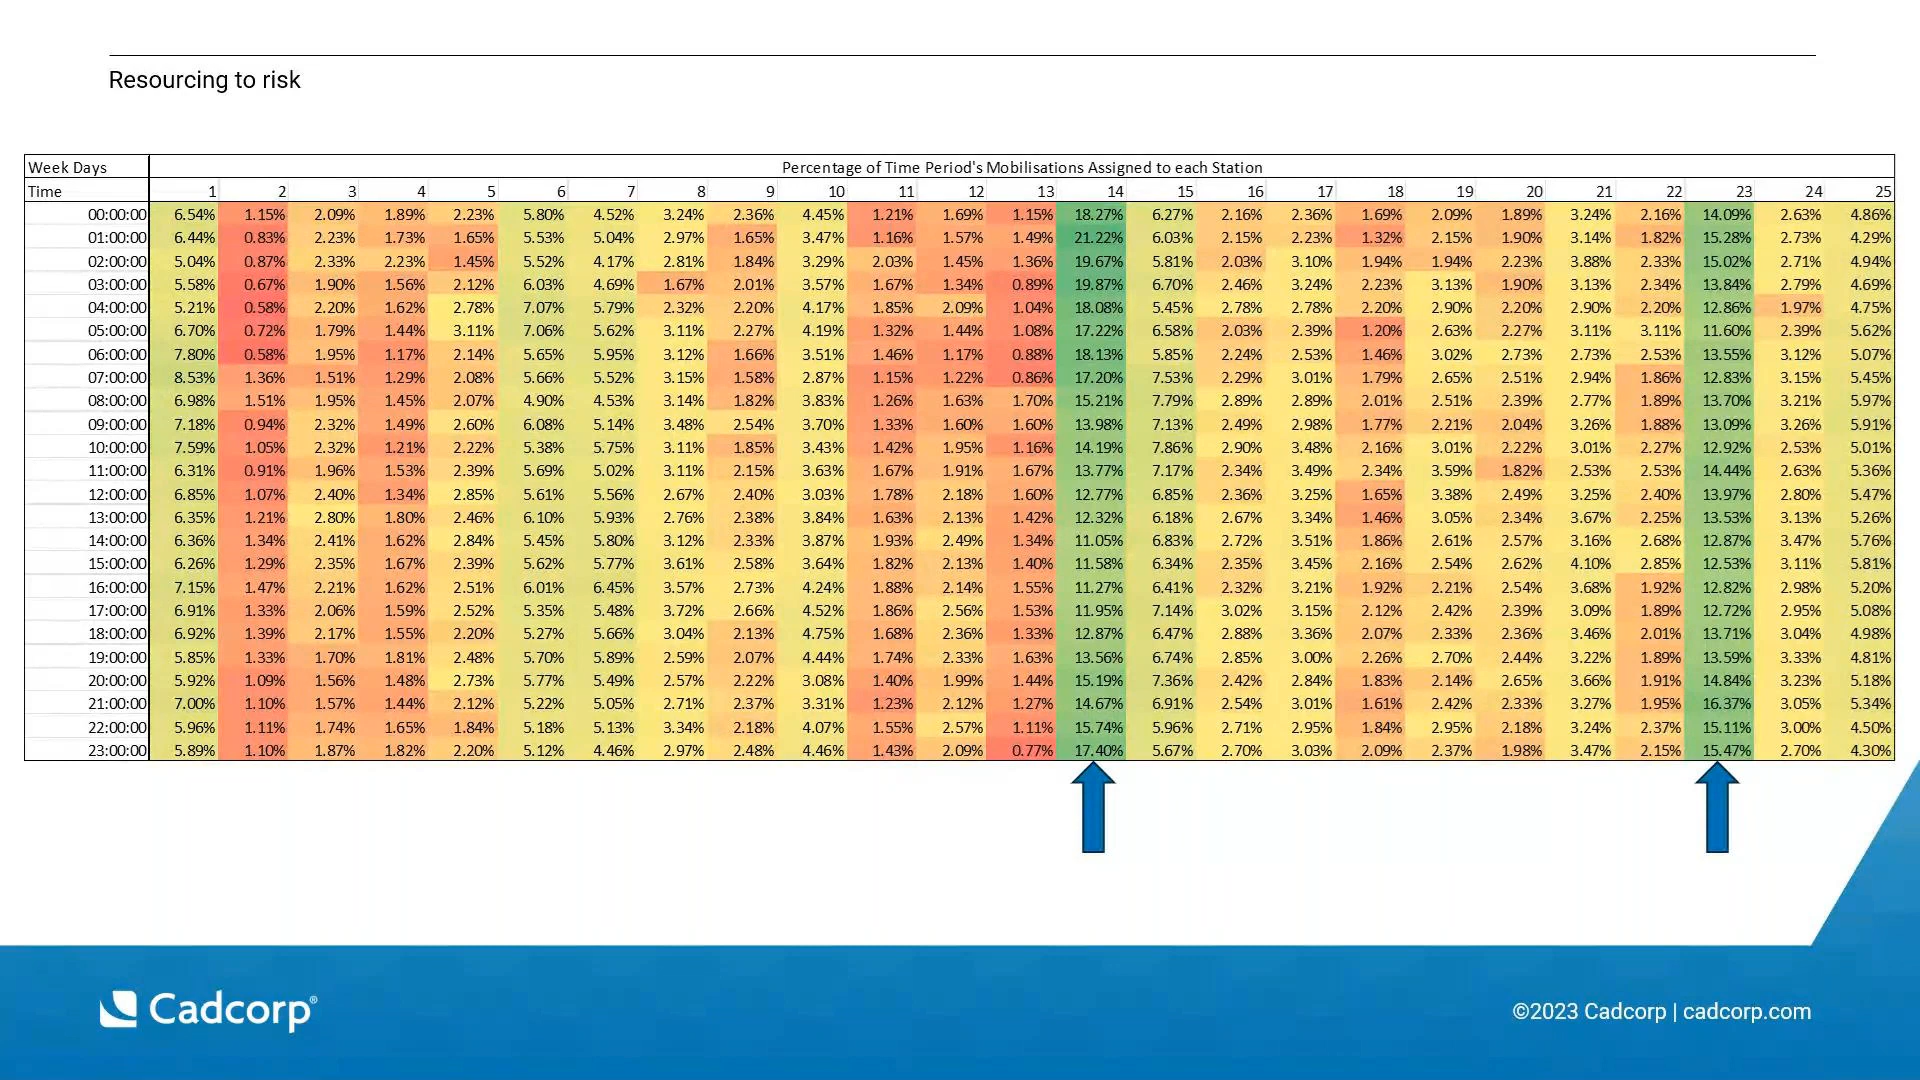 Resourcing to risk
Week Days Percentage of Time Period's Mobilisations Assigned to each Station
Time 1 2 3 4 5 6 7 8 9 10 11 12 13 14 15 16 17 18 19 20 21 22 23 24 25
00:00:00 6.54% 1.15% 2.09% 1.89% 2.23% 5.80% 4.52% 3.24% 2.36% 4.45% 1.21% 1.69% 1.15% 18.27% 6.27% 2.16% 2.36% 1.69% 2.09% 1.89% 3.24% 2.16% 14.09% 2.63% 4.86%
01:00:00 6.44% 0.83% 2.23% 1.73% 1.65% 5.53% 5.04% 2.97% 1.65% 3.47% 1.16% 1.57% 1.49% 21.22% 6.03% 2.15% 2.23% 1.32% 2.15% 1.90% 3.14% 1.82% 15.28% 2.73% 4.29%
02:00:00 5.04% 0.87% 2.33% 2.23% 1.45% 5.52% 4.17% 2.81% 1.84% 3.29% 2.03% 1.45% 1.36% 19.67% 5.81% 2.03% 3.10% 1.94% 1.94% 2.23% 3.88% 2.33% 15.02% 2.71% 4.94%
03:00:00 5.58% 0.67% 1.90% 1.56% 2.12% 6.03% 4.69% 1.67% 2.01% 3.57% 1.67% 1.34% 0.89% 19.87% 6.70% 2.46% 3.24% 2.23% 3.13% 1.90% 3.13% 2.34% 13.84% 2.79% 4.69%
04:00:00 5.21% 0.58% 2.20% 1.62% 2.78% 7.07% 5.79% 2.32% 2.20% 4.17% 1.85% 2.09% 1.04% 18.08% 5.45% 2.78% 2.78% 2.20% 2.90% 2.20% 2.90% 2.20% 12.86% 1.97% 4.75%
05:00:00 6.70% 0.72% 1.79% 1.44% 3.11% 7.06% 5.62% 3.11% 2.27% 4.19% 1.32% 1.44% 1.08% 17.22% 6.58% 2.03% 2.39% 1.20% 2.63% 2.27% 3.11% 3.11% 11.60% 2.39% 5.62%
06:00:00 7.80% 0.58% 1.95% 1.17% 2.14% 5.65% 5.95% 3.12% 1.66% 3.51% 1.46% 1.17% 0.88% 18.13% 5.85% 2.24% 2.53% 1.46% 3.02% 2.73% 2.73% 2.53% 13.55% 3.12% 5.07%
07:00:00 8.53% 1.36% 1.51% 1.29% 2.08% 5.66% 5.52% 3.15% 1.58% 2.87% 1.15% 1.22% 0.86% 17.20% 7.53% 2.29% 3.01% 1.79% 2.65% 2.51% 2.94% 1.86% 12.83% 3.15% 5.45%
08:00:00 6.98% 1.51% 1.95% 1.45% 2.07% 4.90% 4.53% 3.14% 1.82% 3.83% 1.26% 1.63% 1.70% 15.21% 7.79% 2.89% 2.89% 2.01% 2.51% 2.39% 2.77% 1.89% 13.70% 3.21% 5.97%
09:00:00 7.18% 0.94% 2.32% 1.49% 2.60% 6.08% 5.14% 3.48% 2.54% 3.70% 1.33% 1.60% 1.60% 13.98% 7.13% 2.49% 2.98% 1.77% 2.21% 2.04% 3.26% 1.88% 13.09% 3.26% 5.91%
10:00:00 7.59% 1.05% 2.32% 1.21% 2.22% 5.38% 5.75% 3.11% 1.85% 3.43% 1.42% 1.95% 1.16% 14.19% 7.86% 2.90% 3.48% 2.16% 3.01% 2.22% 3.01% 2.27% 12.92% 2.53% 5.01%
11:00:00 6.31% 0.91% 1.96% 1.53% 2.39% 5.69% 5.02% 3.11% 2.15% 3.63% 1.67% 1.91% 1.67% 13.77% 7.17% 2.34% 3.49% 2.34% 3.59% 1.82% 2.53% 2.53% 14.44% 2.63% 5.36%
12:00:00 6.85% 1.07% 2.40% 1.34% 2.85% 5.61% 5.56% 2.67% 2.40% 3.03% 1.78% 2.18% 1.60% 12.77% 6.85% 2.36% 3.25% 1.65% 3.38% 2.49% 3.25% 2.40% 13.97% 2.80% 5.47%
13:00:00 6.35% 1.21% 2.80% 1.80% 2.46% 6.10% 5.93% 2.76% 2.38% 3.84% 1.63% 2.13% 1.42% 12.32% 6.18% 2.67% 3.34% 1.46% 3.05% 2.34% 3.67% 2.25% 13.53% 3.13% 5.26%
14:00:00 6.36% 1.34% 2.41% 1.62% 2.84% 5.45% 5.80% 3.12% 2.33% 3.87% 1.93% 2.49% 1.34% 11.05% 6.83% 2.72% 3.51% 1.86% 2.61% 2.57% 3.16% 2.68% 12.87% 3.47% 5.76%
15:00:00 6.26% 1.29% 2.35% 1.67% 2.39% 5.62% 5.77% 3.61% 2.58% 3.64% 1.82% 2.13% 1.40% 11.58% 6.34% 2.35% 3.45% 2.16% 2.54% 2.62% 4.10% 2.85% 12.53% 3.11% 5.81%
16:00:00 7.15% 1.47% 2.21% 1.62% 2.51% 6.01% 6.45% 3.57% 2.73% 4.24% 1.88% 2.14% 1.55% 11.27% 6.41% 2.32% 3.21% 1.92% 2.21% 2.54% 3.68% 1.92% 12.82% 2.98% 5.20%
17:00:00 6.91% 1.33% 2.06% 1.59% 2.52% 5.35% 5.48% 3.72% 2.66% 4.52% 1.86% 2.56% 1.53% 11.95% 7.14% 3.02% 3.15% 2.12% 2.42% 2.39% 3.09% 1.89% 12.72% 2.95% 5.08%
18:00:00 6.92% 1.39% 2.17% 1.55% 2.20% 5.27% 5.66% 3.04% 2.13% 4.75% 1.68% 2.36% 1.33% 12.87% 6.47% 2.88% 3.36% 2.07% 2.33% 2.36% 3.46% 2.01% 13.71% 3.04% 4.98%
19:00:00 5.85% 1.33% 1.70% 1.81% 2.48% 5.70% 5.89% 2.59% 2.07% 4.44% 1.74% 2.33% 1.63% 13.56% 6.74% 2.85% 3.00% 2.26% 2.70% 2.44% 3.22% 1.89% 13.59% 3.33% 4.81%
20:00:00 5.92% 1.09% 1.56% 1.48% 2.73% 5.77% 5.49% 2.57% 2.22% 3.08% 1.40% 1.99% 1.44% 15.19% 7.36% 2.42% 2.84% 1.83% 2.14% 2.65% 3.66% 1.91% 14.84% 3.23% 5.18%
21:00:00 7.00% 1.10% 1.57% 1.44% 2.12% 5.22% 5.05% 2.71% 2.37% 3.31% 1.23% 2.12% 1.27% 14.67% 6.91% 2.54% 3.01% 1.61% 2.42% 2.33% 3.27% 1.95% 16.37% 3.05% 5.34%
22:00:00 5.96% 1.11% 1.74% 1.65% 1.84% 5.18% 5.13% 3.34% 2.18% 4.07% 1.55% 2.57% 1.11% 15.74% 5.96% 2.71% 2.95% 1.84% 2.95% 2.18% 3.24% 2.37% 15.11% 3.00% 4.50%
23:00:00 5.89% 1.10% 1.87% 1.82% 2.20% 5.12% 4.46% 2.97% 2.48% 4.46% 1.43% 2.09% 0.77% 17.40% 5.67% 2.70% 3.03% 2.09% 2.37% 1.98% 3.47% 2.15% 15.47% 2.70% 4.30%
Cadcorp®
©2023 Cadcorp | cadcorp.com